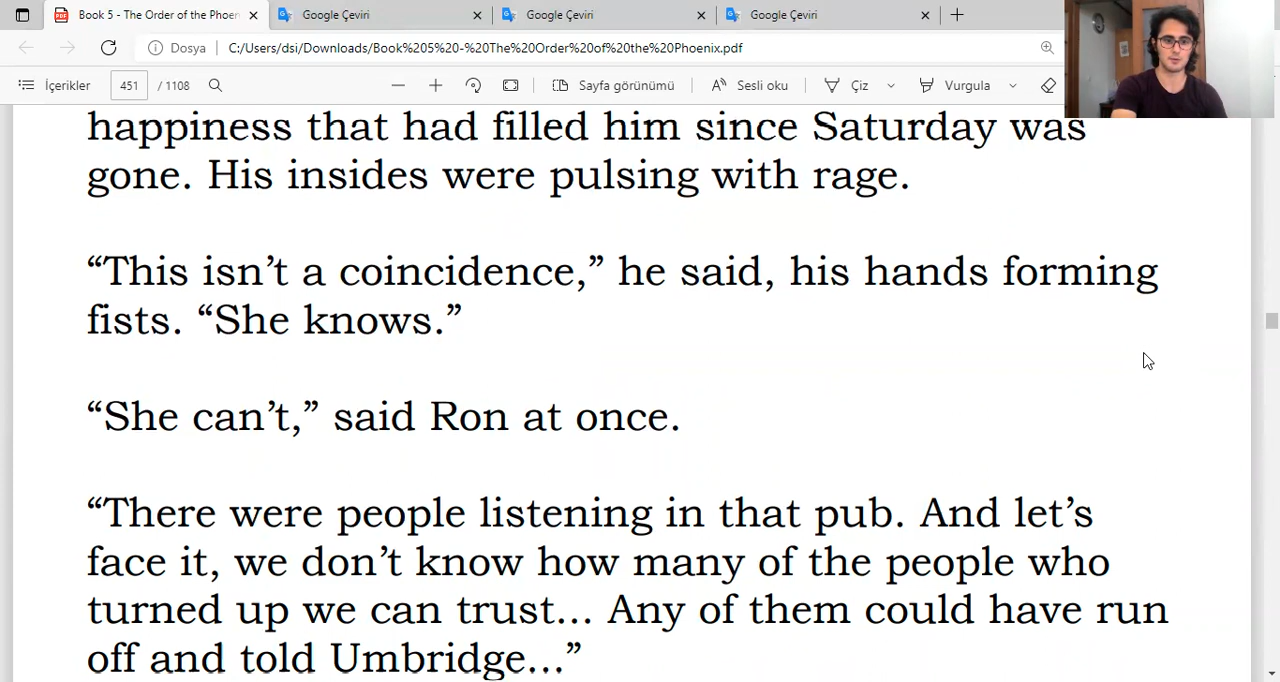 Book 5 - The Order of the Phoen
Google Çeviri
Google Çeviri
Google Çeviri
Dosya
C:/Users/dsi/Downloads/Book%205%20-%20The%20Order%20of%20the%20Phoenix.pdf
İçerikler
451
/ 1108
Sayfa görünümü
Sesli oku
Çiz
Vurgula
happiness that had filled him since Saturday was
gone. His insides were pulsing with rage.
“This isn’t a coincidence,” he said, his hands forming
fists. “She knows.”
“She can’t,” said Ron at once.
“There were people listening in that pub. And let’s
face it, we don’t know how many of the people who
turned up we can trust... Any of them could have run
off and told Umbridge...”